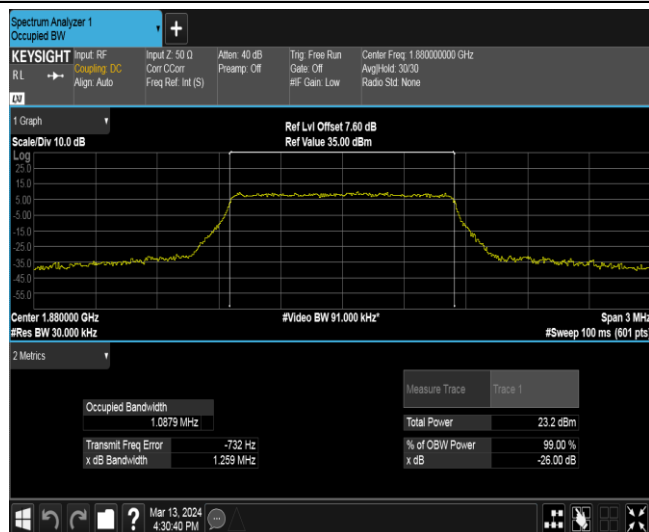 Spectrum Analyzer 1
Occupied BW
KEYSIGHT Input: RF Input Z: 50 Ω Atten: 40 dB Trig: Free Run Center Freq: 1.880000000 GHz
RL Coupling: DC Corr CCorr Preamp: Off Gate: Off Avg|Hold: 30/30
Align: Auto Freq Ref: Int (S) #IF Gain: Low Radio Std: None
LXI
1 Graph Ref Lvl Offset 7.60 dB
Scale/Div 10.0 dB Ref Value 35.00 dBm
Log
25.0
15.0
5.00
-5.00
-15.0
-25.0
-35.0
-45.0
-55.0
Center 1.880000 GHz #Video BW 91.000 kHz* Span 3 MHz
#Res BW 30.000 kHz #Sweep 100 ms (601 pts)
2 Metrics
Measure Trace Trace 1
Occupied Bandwidth
1.0879 MHz Total Power 23.2 dBm
Transmit Freq Error -732 Hz % of OBW Power 99.00 %
x dB Bandwidth 1.259 MHz x dB -26.00 dB
? Mar 13, 2024
4:30:40 PM